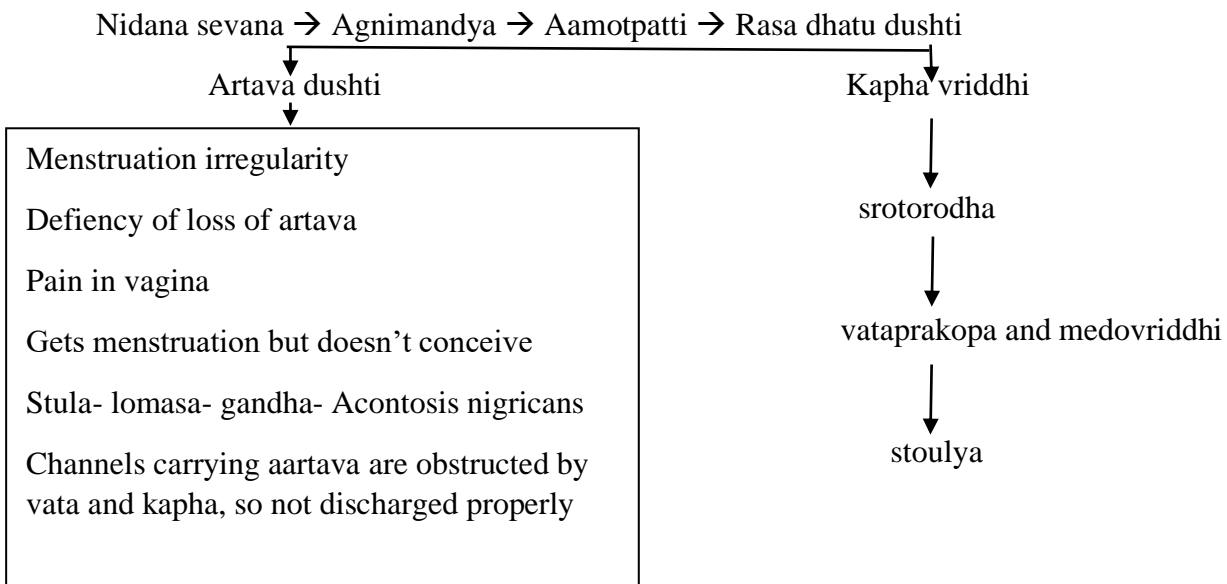 Nidana sevana → Agnimandya → Aamotpatti → Rasa dhatu dushti
Artava dushti
Kapha vriddhi
Menstruation irregularity
Defiency of loss of artava
Pain in vagina
Gets menstruation but doesn’t conceive
Stula- lomasa- gandha- Acontosis nigricans
Channels carrying aartava are obstructed by
vata and kapha, so not discharged properly
srotorodha
vataprakopa and medovriddhi
stoulya